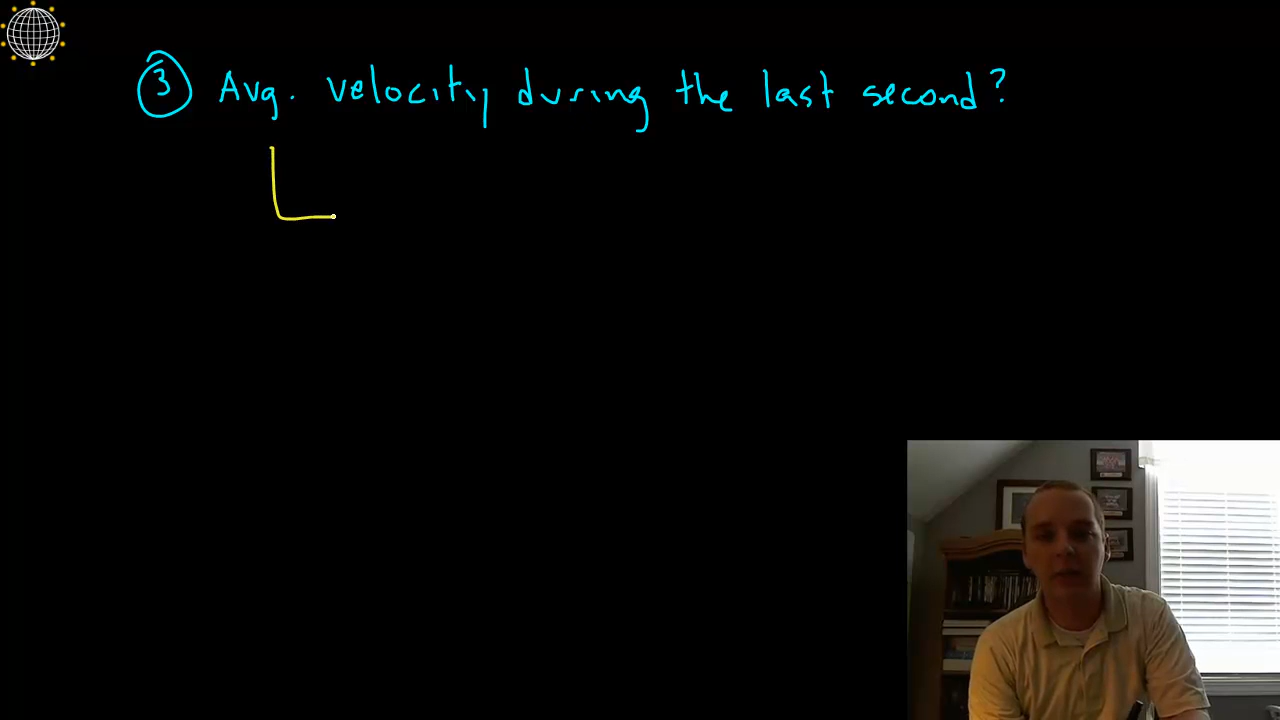 ③ Avg. velocity during the last second?